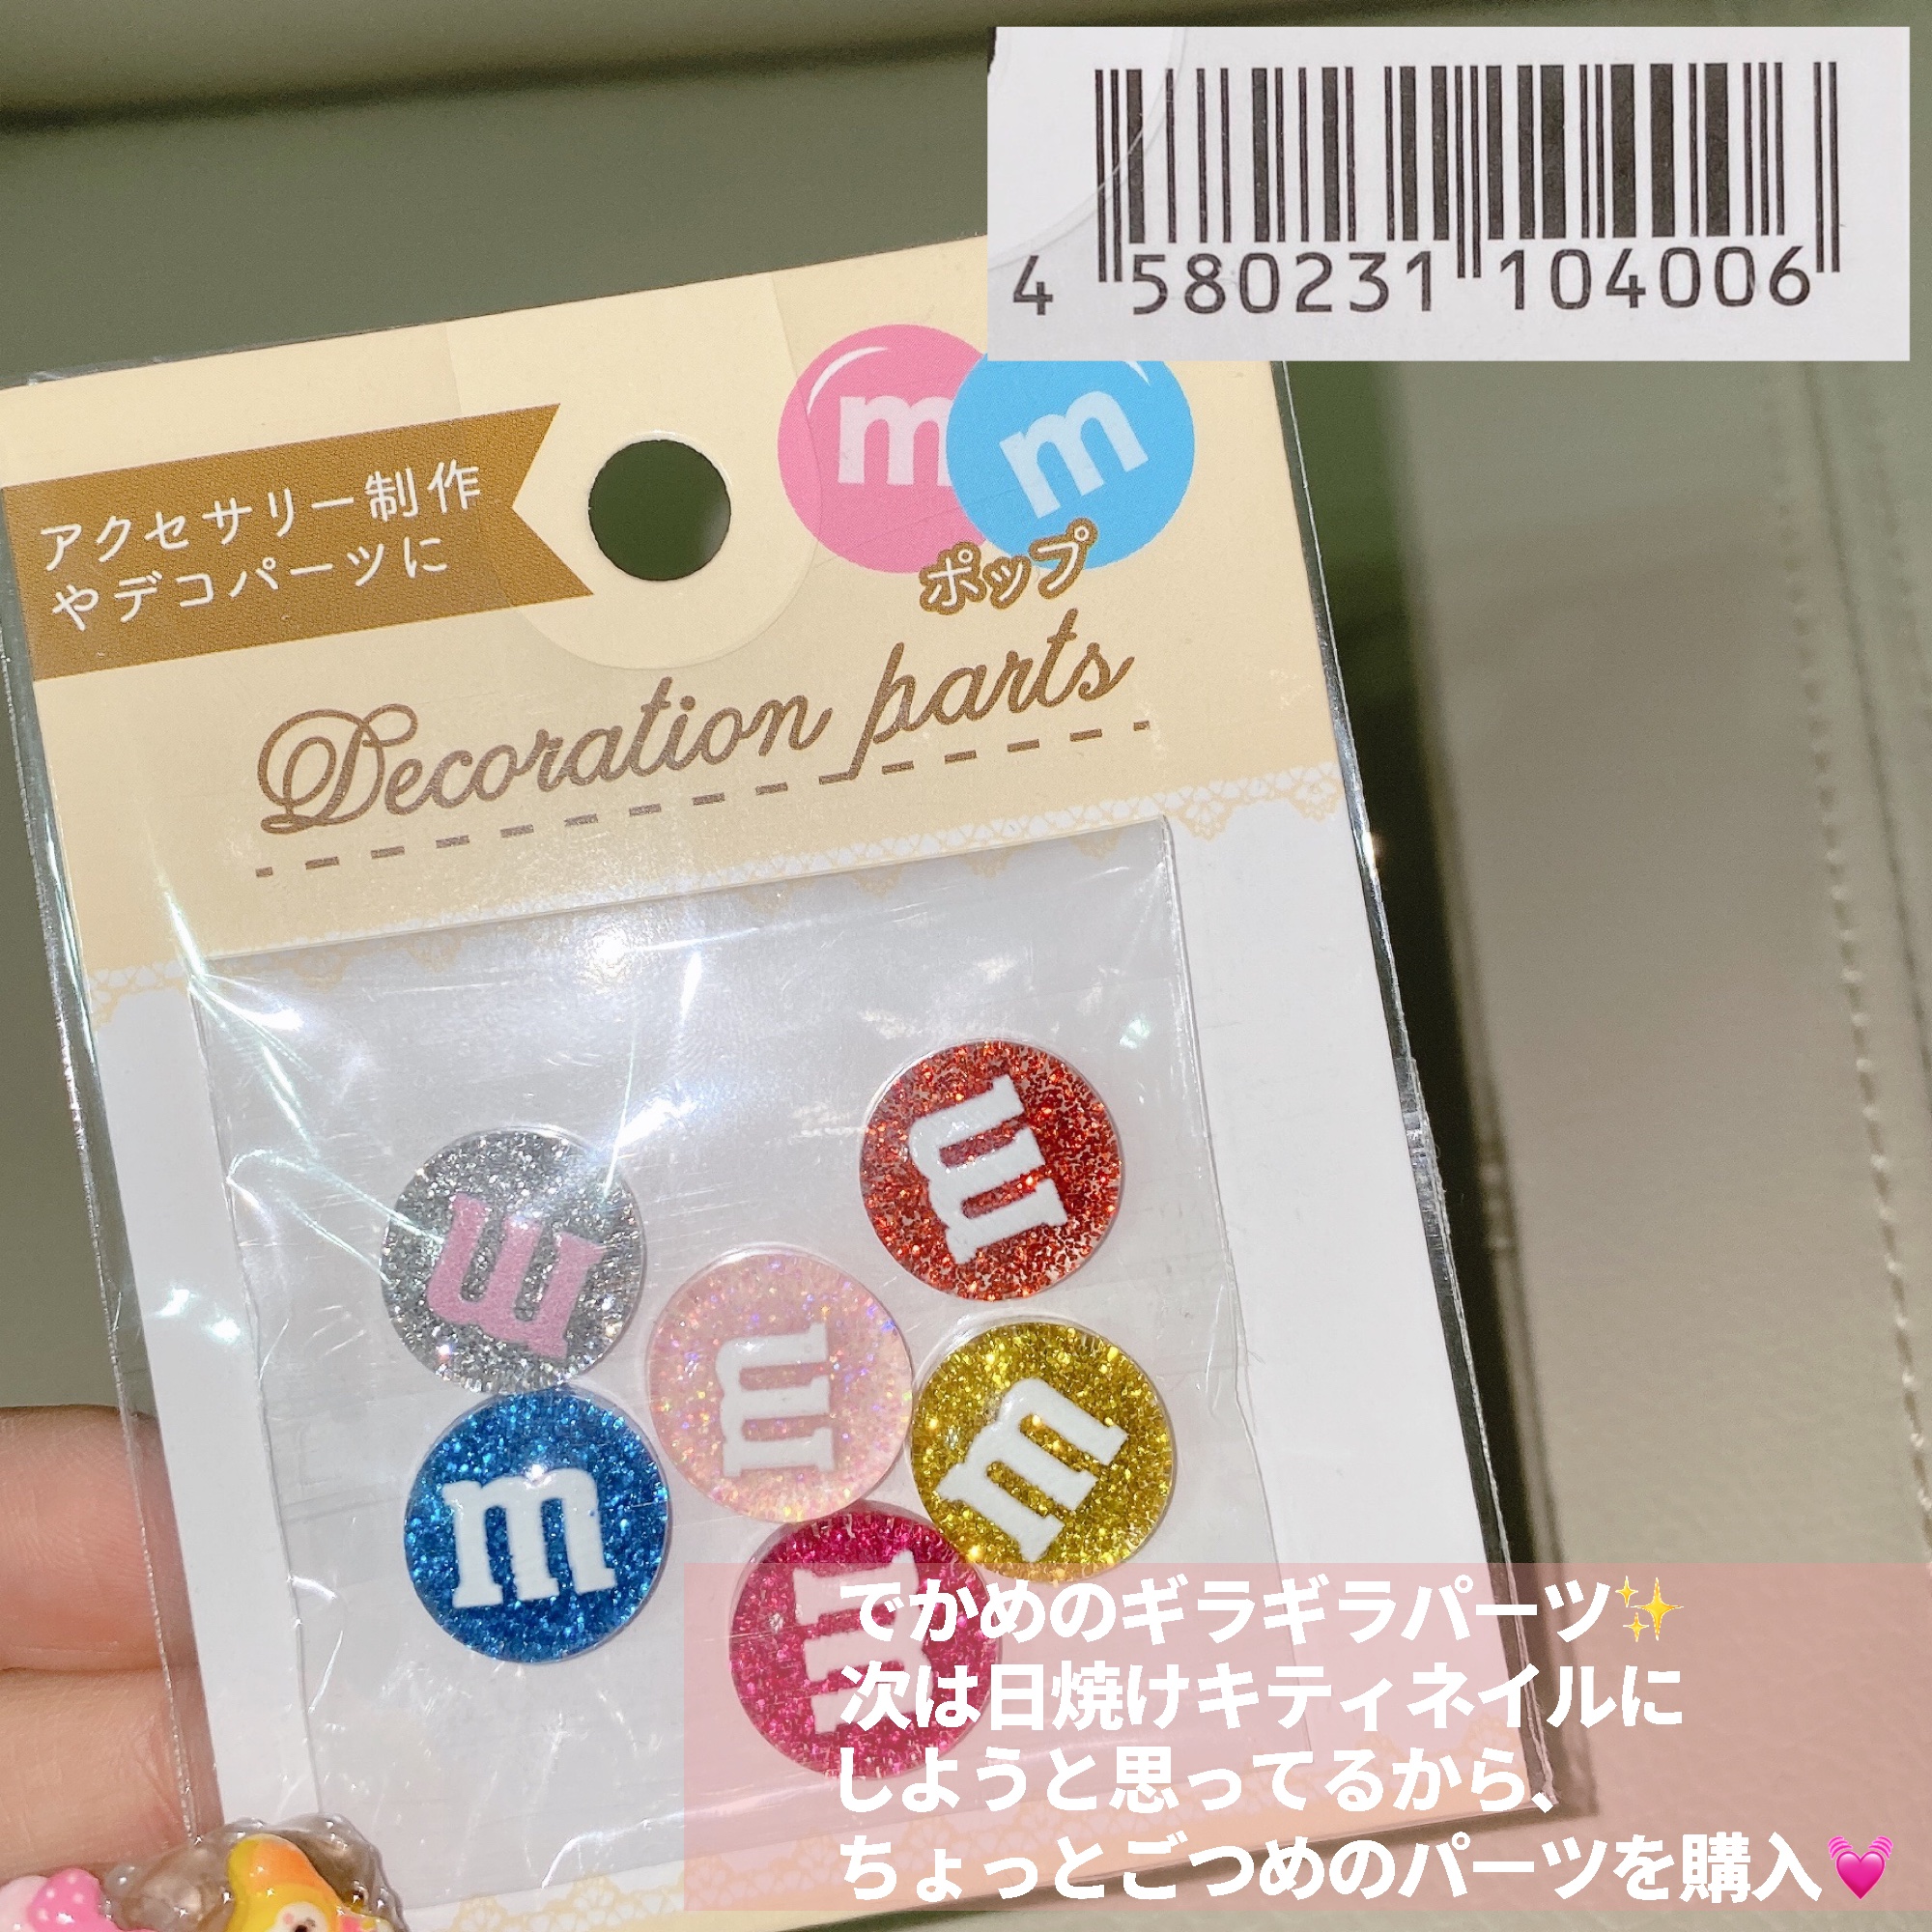 4 580231 104006
m m
アクセサリー制作
やデコパーツに
ポップ
Decoration parts
m
m
m
m
m
m
でかめのギラギラパーツ✨
次は日焼けキティネイルに
しようと思ってるから、
ちょっとごつめのパーツを購入💓